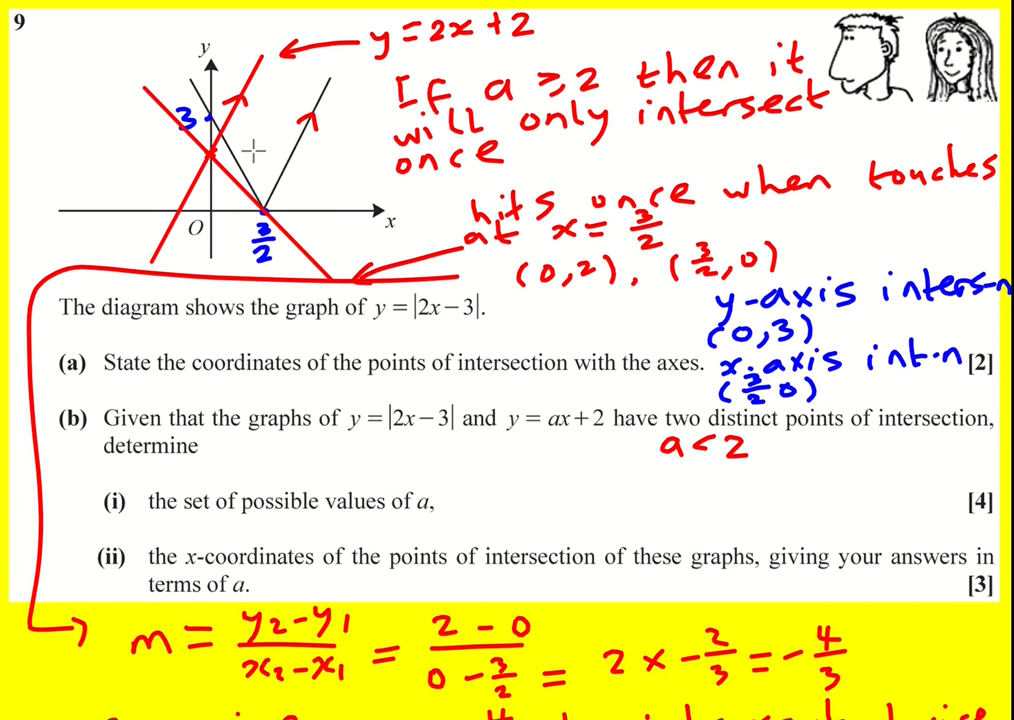 9
y
y = 2x + 2
If a ⩾ 2 then it
will only intersect
once
3
hits once when touches
at x = 3/2
O
x
3/2
(0,2), (3/2, 0)
y-axis inters-n
(0,3)
The diagram shows the graph of y = |2x − 3|.
(a) State the coordinates of the points of intersection with the axes. [2]
x-axis int-n
(3/2 0)
(b) Given that the graphs of y = |2x − 3| and y = ax + 2 have two distinct points of intersection,
determine
a < 2
(i) the set of possible values of a, [4]
(ii) the x-coordinates of the points of intersection of these graphs, giving your answers in
terms of a. [3]
m = (y2 − y1)/(x2 − x1) = (2 − 0)/(0 − 3/2) = 2 × −2/3 = −4/3